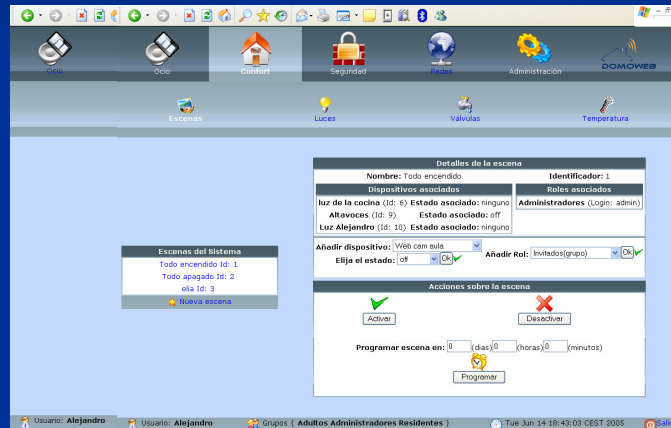 Ocio
Ocio
Confort
Seguridad
Redes
Administración
DOMOWEB
Escenas
Luces
Válvulas
Temperatura
Detalles de la escena
Nombre: Todo encendido
Identificador: 1
Dispositivos asociados
Roles asociados
luz de la cocina (Id: 6) Estado asociado: ninguno
Administradores (Login: admin)
Altavoces (Id: 9) Estado asociado: off
Luz Alejandro (Id: 10) Estado asociado: ninguno
Añadir dispositivo: Web cam aula
Elija el estado: off Ok
Añadir Rol: Invitados(grupo) Ok
Escenas del Sistema
Todo encendido Id: 1
Todo apagado Id: 2
elia Id: 3
Nueva escena
Acciones sobre la escena
Activar
Desactivar
Programar escena en: 0 (dias) 0 (horas) 0 (minutos)
Programar
Usuario: Alejandro
Usuario: Alejandro
Grupos { Adultos Administradores Residentes }
Tue Jun 14 18:43:03 CEST 2005